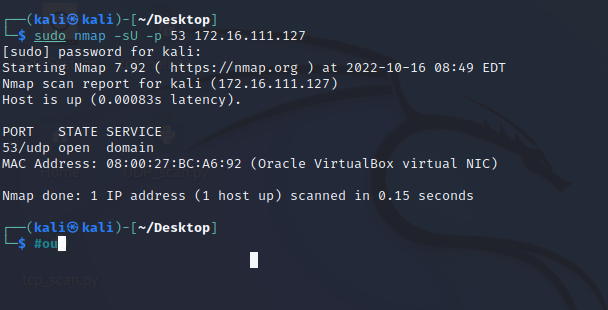 ┌──(kali㉿kali)-[~/Desktop]
└─$ sudo nmap -sU -p 53 172.16.111.127
[sudo] password for kali:
Starting Nmap 7.92 ( https://nmap.org ) at 2022-10-16 08:49 EDT
Nmap scan report for kali (172.16.111.127)
Host is up (0.00083s latency).

PORT   STATE SERVICE
53/udp open  domain
MAC Address: 08:00:27:BC:A6:92 (Oracle VirtualBox virtual NIC)
Home UDP_scan.py

Nmap done: 1 IP address (1 host up) scanned in 0.15 seconds

┌──(kali㉿kali)-[~/Desktop]
└─$ #ou
tcp_scan.py